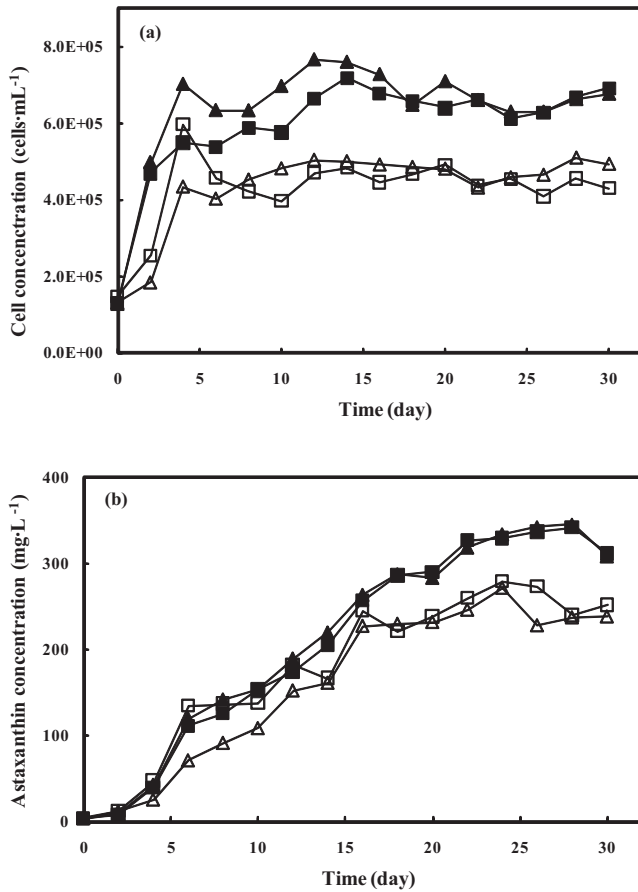 (a)
Cell concenctration (cells·mL-1)
8.0E+05
6.0E+05
4.0E+05
2.0E+05
0.0E+00
0 5 10 15 20 25 30
Time (day)
(b)
Astaxanthin concentration (mg·L-1)
400
300
200
100
0
0 5 10 15 20 25 30
Time (day)